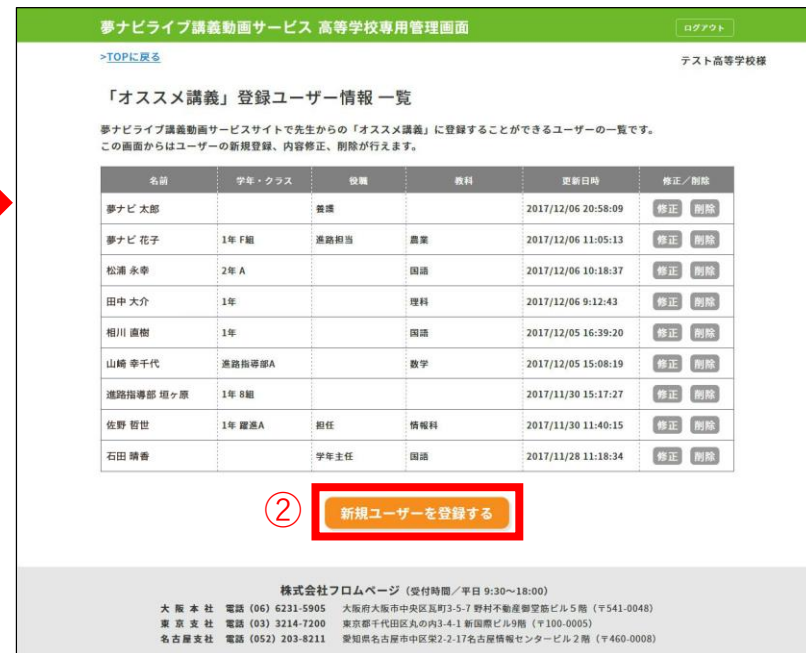 夢ナビライブ講義動画サービス 高等学校専用管理画面 ログアウト
>TOPに戻る テスト高等学校様
「オススメ講義」登録ユーザー情報 一覧
夢ナビライブ講義動画サービスサイトで先生からの「オススメ講義」に登録することができるユーザーの一覧です。
この画面からはユーザーの新規登録、内容修正、削除が行えます。
名前 学年・クラス 役職 教科 更新日時 修正/削除
夢ナビ 太郎 養護 2017/12/06 20:58:09 修正 削除
夢ナビ 花子 1年 F組 進路担当 農業 2017/12/06 11:05:13 修正 削除
松浦 永幸 2年 A 国語 2017/12/06 10:18:37 修正 削除
田中 大介 1年 理科 2017/12/06 9:12:43 修正 削除
相川 直樹 1年 国語 2017/12/05 16:39:20 修正 削除
山崎 幸千代 進路指導部A 数学 2017/12/05 15:08:19 修正 削除
進路指導部 垣ヶ原 1年 8組 2017/11/30 15:17:27 修正 削除
佐野 哲世 1年 躍進A 担任 情報科 2017/11/30 11:40:15 修正 削除
石田 晴香 学年主任 国語 2017/11/28 11:18:34 修正 削除
② 新規ユーザーを登録する
株式会社フロムページ(受付時間/平日 9:30~18:00)
大阪本社 電話 (06) 6231-5905 大阪府大阪市中央区瓦町3-5-7 野村不動産御堂筋ビル5階(〒541-0048)
東京支社 電話 (03) 3214-7200 東京都千代田区丸の内3-4-1 新国際ビル9階(〒100-0005)
名古屋支社 電話 (052) 203-8211 愛知県名古屋市中区栄2-2-17名古屋情報センタービル2階(〒460-0008)